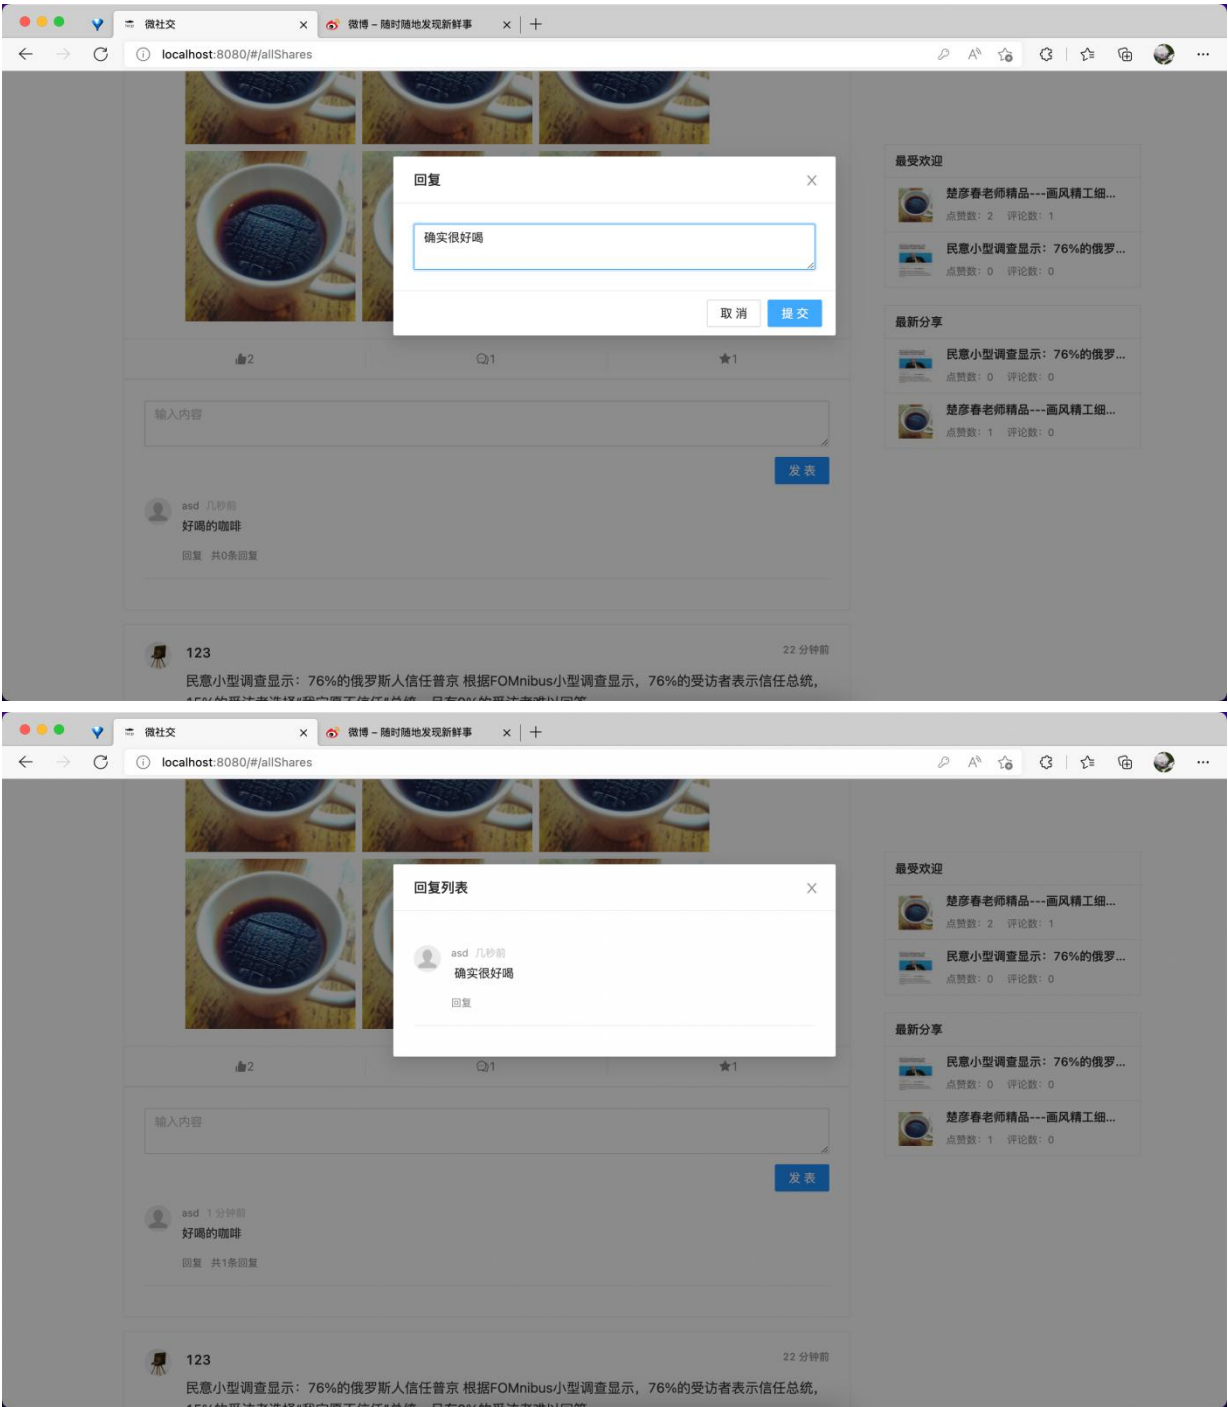 微社交
微博 – 随时随地发现新鲜事
localhost:8080/#/allShares
回复
确实很好喝
取 消
提 交
2
1
1
输入内容
发 表
asd 几秒前
好喝的咖啡
回复 共0条回复
123
22 分钟前
民意小型调查显示：76%的俄罗斯人信任普京 根据FOMnibus小型调查显示，76%的受访者表示信任总统，
最受欢迎
楚彦春老师精品---画风精工细...
点赞数：2 评论数：1
民意小型调查显示：76%的俄罗...
点赞数：0 评论数：0
最新分享
民意小型调查显示：76%的俄罗...
点赞数：0 评论数：0
楚彦春老师精品---画风精工细...
点赞数：1 评论数：0
微社交
微博 – 随时随地发现新鲜事
localhost:8080/#/allShares
回复列表
asd 几秒前
确实很好喝
回复
2
1
1
输入内容
发 表
asd 1 分钟前
好喝的咖啡
回复 共1条回复
123
22 分钟前
民意小型调查显示：76%的俄罗斯人信任普京 根据FOMnibus小型调查显示，76%的受访者表示信任总统，
最受欢迎
楚彦春老师精品---画风精工细...
点赞数：2 评论数：1
民意小型调查显示：76%的俄罗...
点赞数：0 评论数：0
最新分享
民意小型调查显示：76%的俄罗...
点赞数：0 评论数：0
楚彦春老师精品---画风精工细...
点赞数：1 评论数：0